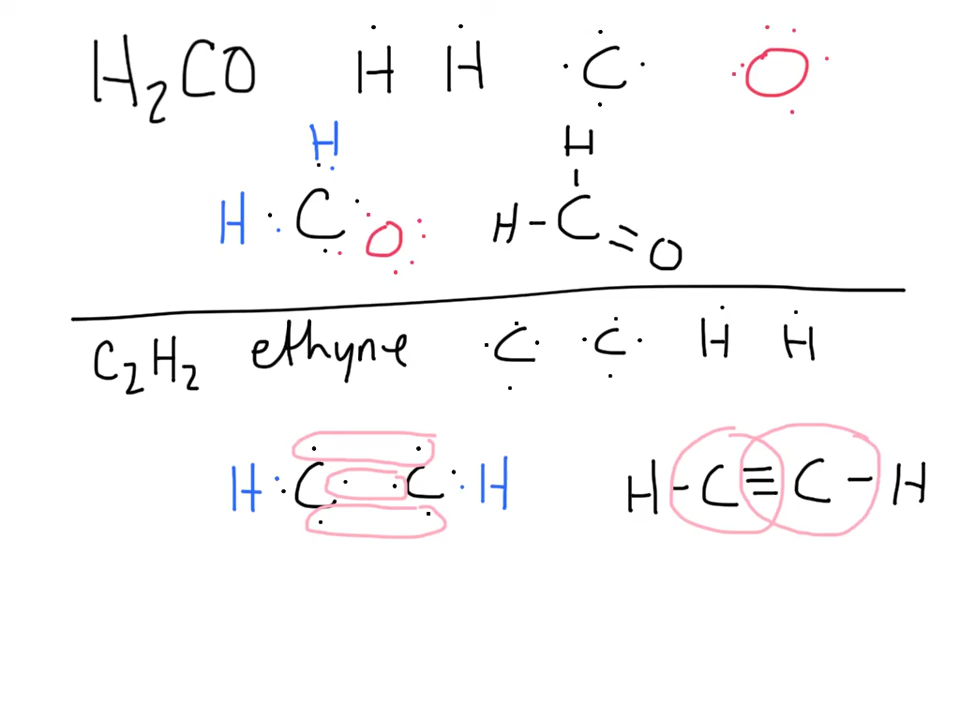 H₂CO H H C O
H H
H C O H-C=O
C₂H₂ ethyne C C H H
H C C H H-C≡C-H